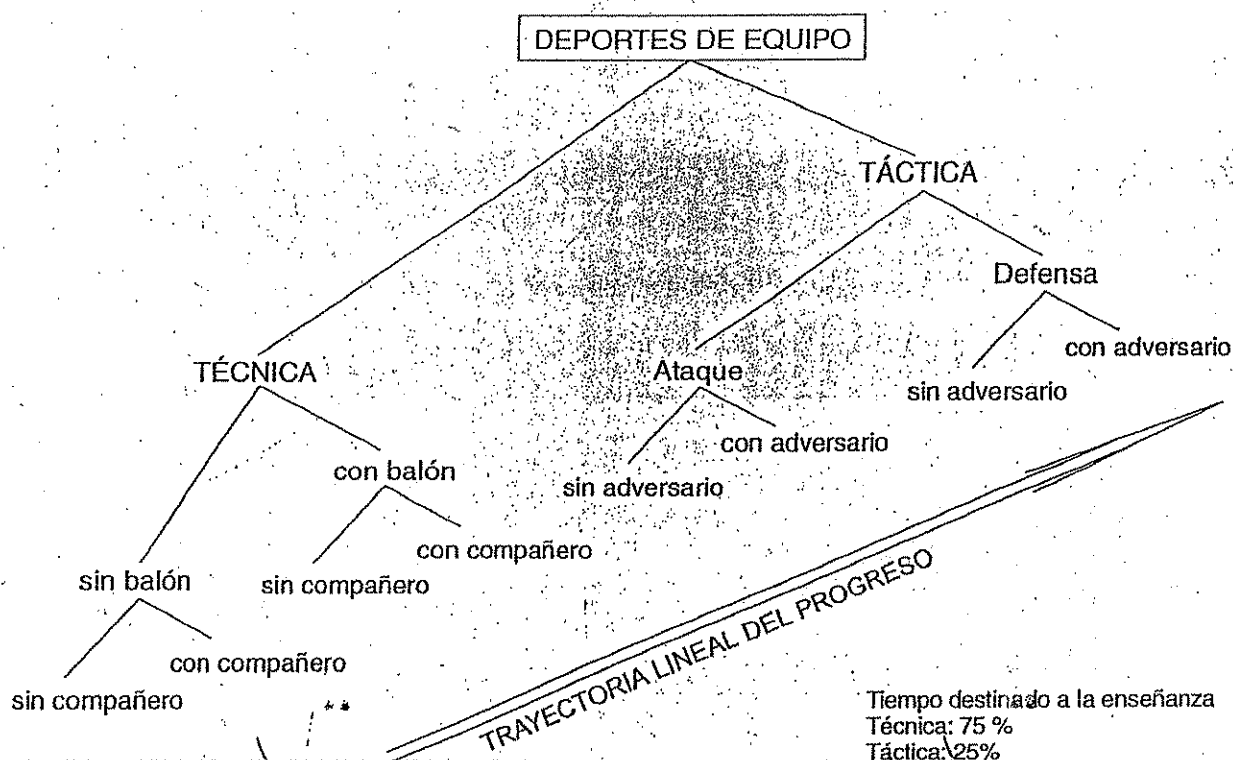 DEPORTES DE EQUIPO
TÁCTICA
Defensa
con adversario
sin adversario
TÉCNICA
Ataque
con adversario
sin adversario
con balón
con compañero
sin compañero
sin balón
con compañero
sin compañero
TRAYECTORIA LINEAL DEL PROGRESO
Tiempo destinado a la enseñanza
Técnica: 75 %
Táctica: 25%